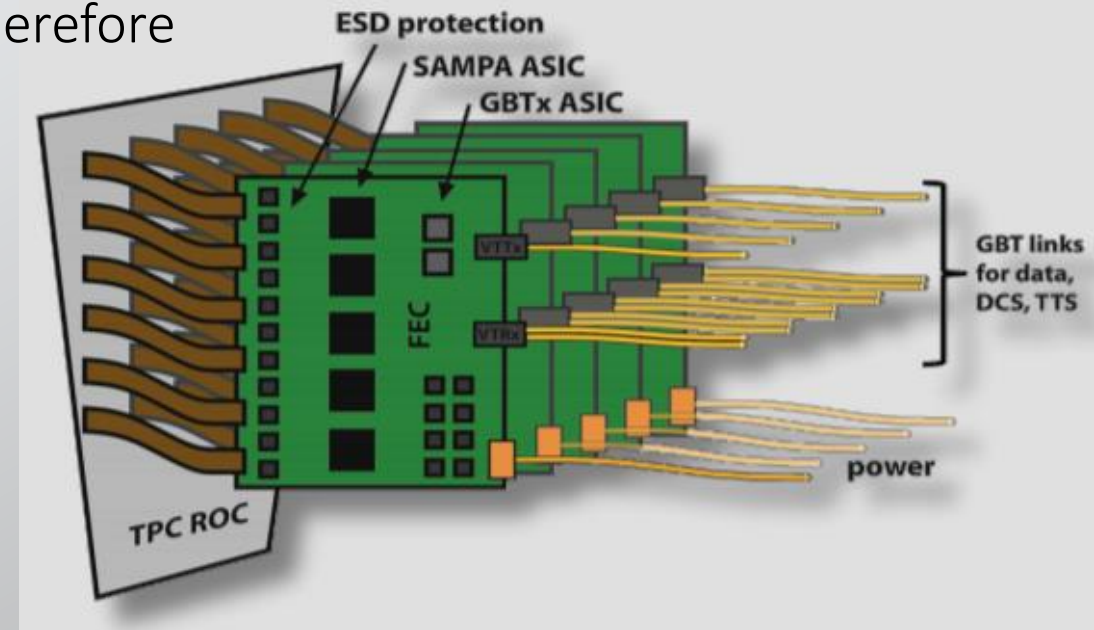 erefore
ESD protection
SAMPA ASIC
GBTx ASIC
VTTx
GBT links
for data,
DCS, TTS
FEC
VTRx
power
TPC ROC